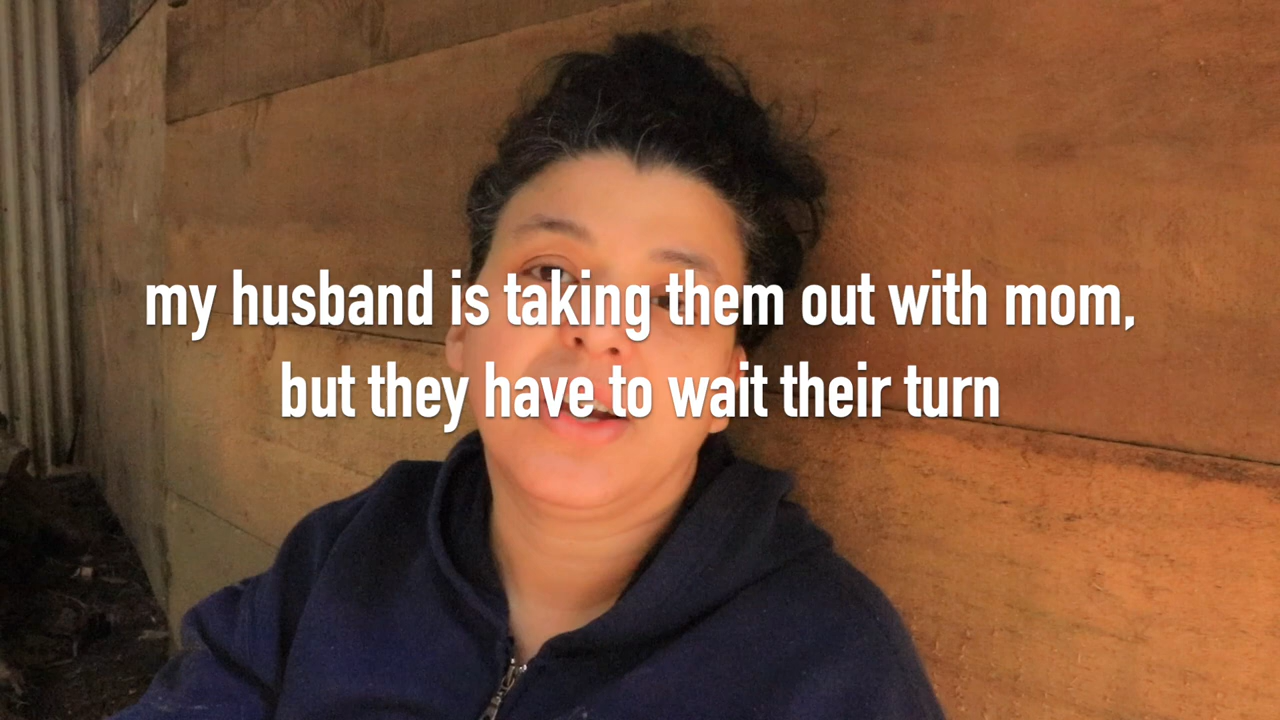 my husband is taking them out with mom,
but they have to wait their turn